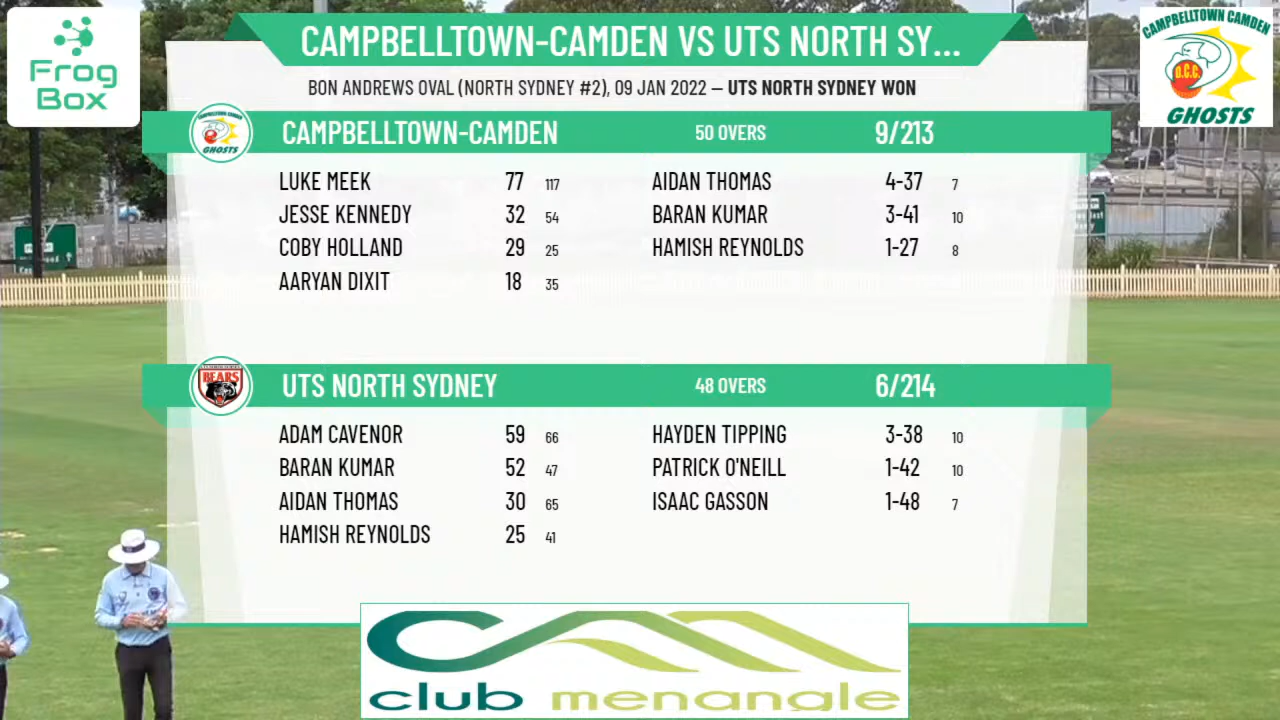 CAMPBELLTOWN-CAMDEN VS UTS NORTH SY...
BON ANDREWS OVAL (NORTH SYDNEY #2), 09 JAN 2022 – UTS NORTH SYDNEY WON
Frog
Box
CAMPBELLTOWN CAMDEN
D.C.C.
GHOSTS
CAMPBELLTOWN-CAMDEN 50 OVERS 9/213
GHOSTS
LUKE MEEK 77 117 AIDAN THOMAS 4-37 7
JESSE KENNEDY 32 54 BARAN KUMAR 3-41 10
COBY HOLLAND 29 25 HAMISH REYNOLDS 1-27 8
AARYAN DIXIT 18 35
BEARS
UTS NORTH SYDNEY 48 OVERS 6/214
ADAM CAVENOR 59 66 HAYDEN TIPPING 3-38 10
BARAN KUMAR 52 47 PATRICK O'NEILL 1-42 10
AIDAN THOMAS 30 65 ISAAC GASSON 1-48 7
HAMISH REYNOLDS 25 41
club menangle